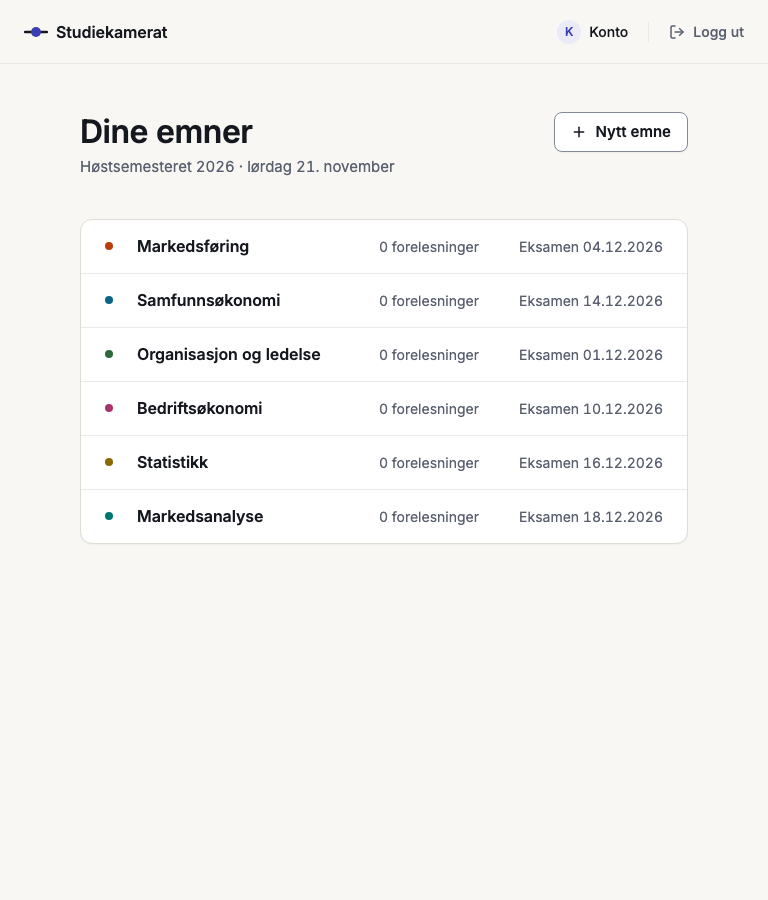 Studiekamerat
K Konto
Logg ut
Dine emner
+ Nytt emne
Høstsemesteret 2026 · lørdag 21. november
Markedsføring 0 forelesninger Eksamen 04.12.2026
Samfunnsøkonomi 0 forelesninger Eksamen 14.12.2026
Organisasjon og ledelse 0 forelesninger Eksamen 01.12.2026
Bedriftsøkonomi 0 forelesninger Eksamen 10.12.2026
Statistikk 0 forelesninger Eksamen 16.12.2026
Markedsanalyse 0 forelesninger Eksamen 18.12.2026